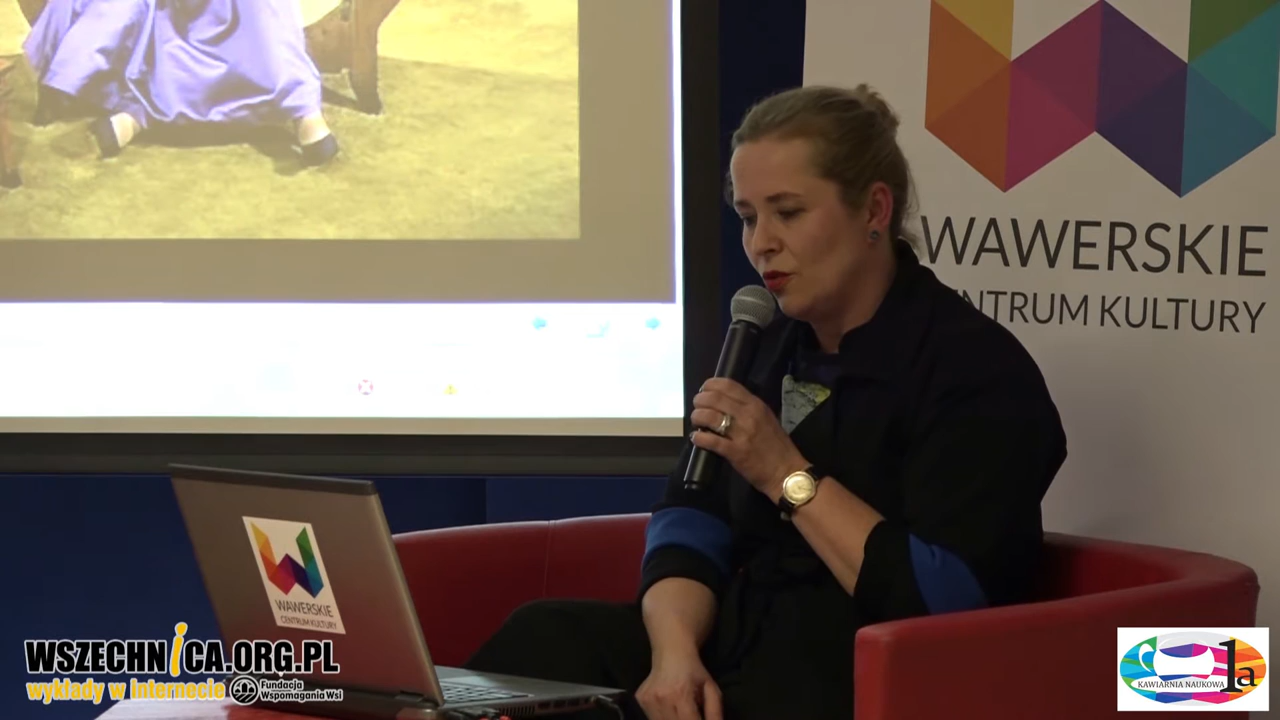 WAWERSKIE
CENTRUM KULTURY
WAWERSKIE
CENTRUM KULTURY
WSZECHNiCA.ORG.PL
wykłady w Internecie
Fundacja
Wspomagania Wsi
KAWIARNIA NAUKOWA 1a